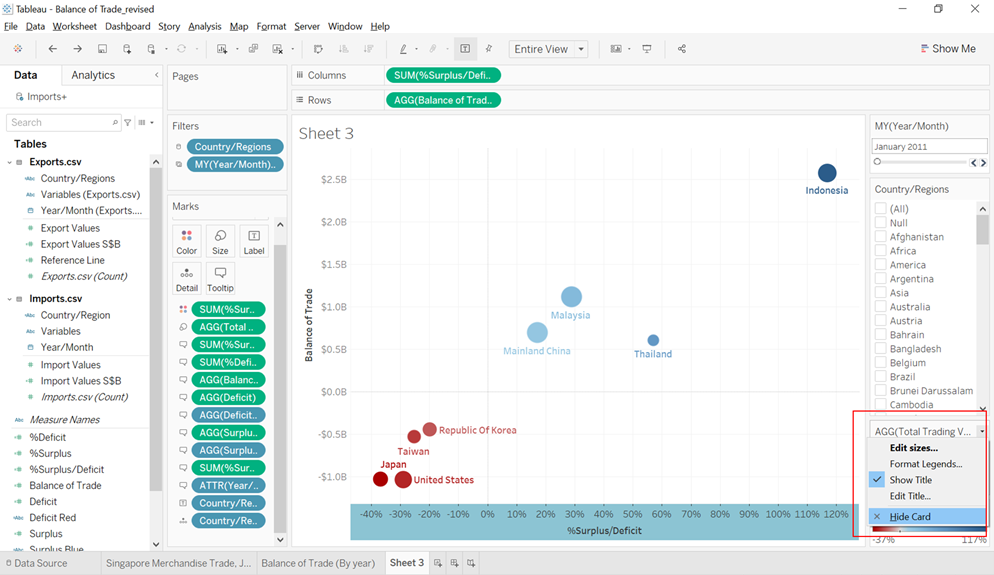 Tableau - Balance of Trade_revised
File Data Worksheet Dashboard Story Analysis Map Format Server Window Help
Entire View
Show Me
Data Analytics
Imports+
Search
Tables
Exports.csv
Country/Regions
Variables (Exports.csv)
Year/Month (Exports....
Export Values
Export Values S$B
Reference Line
Exports.csv (Count)
Imports.csv
Country/Region
Variables
Year/Month
Import Values
Import Values S$B
Imports.csv (Count)
Measure Names
%Deficit
%Surplus
%Surplus/Deficit
Balance of Trade
Deficit
Deficit Red
Surplus
Surplus Blue
Pages
Filters
Country/Regions
MY(Year/Month)..
Marks
Color Size Label
Detail Tooltip
SUM(%Sur..
AGG(Total ..
SUM(%Sur..
SUM(%Defi..
AGG(Balanc..
AGG(Deficit)
AGG(Deficit..
AGG(Surplu..
AGG(Surplu..
SUM(%Sur..
ATTR(Year/..
Country/Re..
Country/Re..
Columns SUM(%Surplus/Defi..
Rows AGG(Balance of Trad..
Sheet 3
Balance of Trade
$2.5B
$2.0B
$1.5B
$1.0B
$0.5B
$0.0B
-$0.5B
-$1.0B
Indonesia
Malaysia
Mainland China
Thailand
Republic Of Korea
Taiwan
Japan
United States
-40% -30% -20% -10% 0% 10% 20% 30% 40% 50% 60% 70% 80% 90% 100% 110% 120%
%Surplus/Deficit
MY(Year/Month)
January 2011
Country/Regions
(All)
Null
Afghanistan
Africa
America
Argentina
Asia
Australia
Austria
Bahrain
Bangladesh
Belgium
Brazil
Brunei Darussalam
Cambodia
AGG(Total Trading V...
Edit sizes...
Format Legends...
Show Title
Edit Title...
Hide Card
-37% 117%
Data Source Singapore Merchandise Trade, J... Balance of Trade (By year) Sheet 3